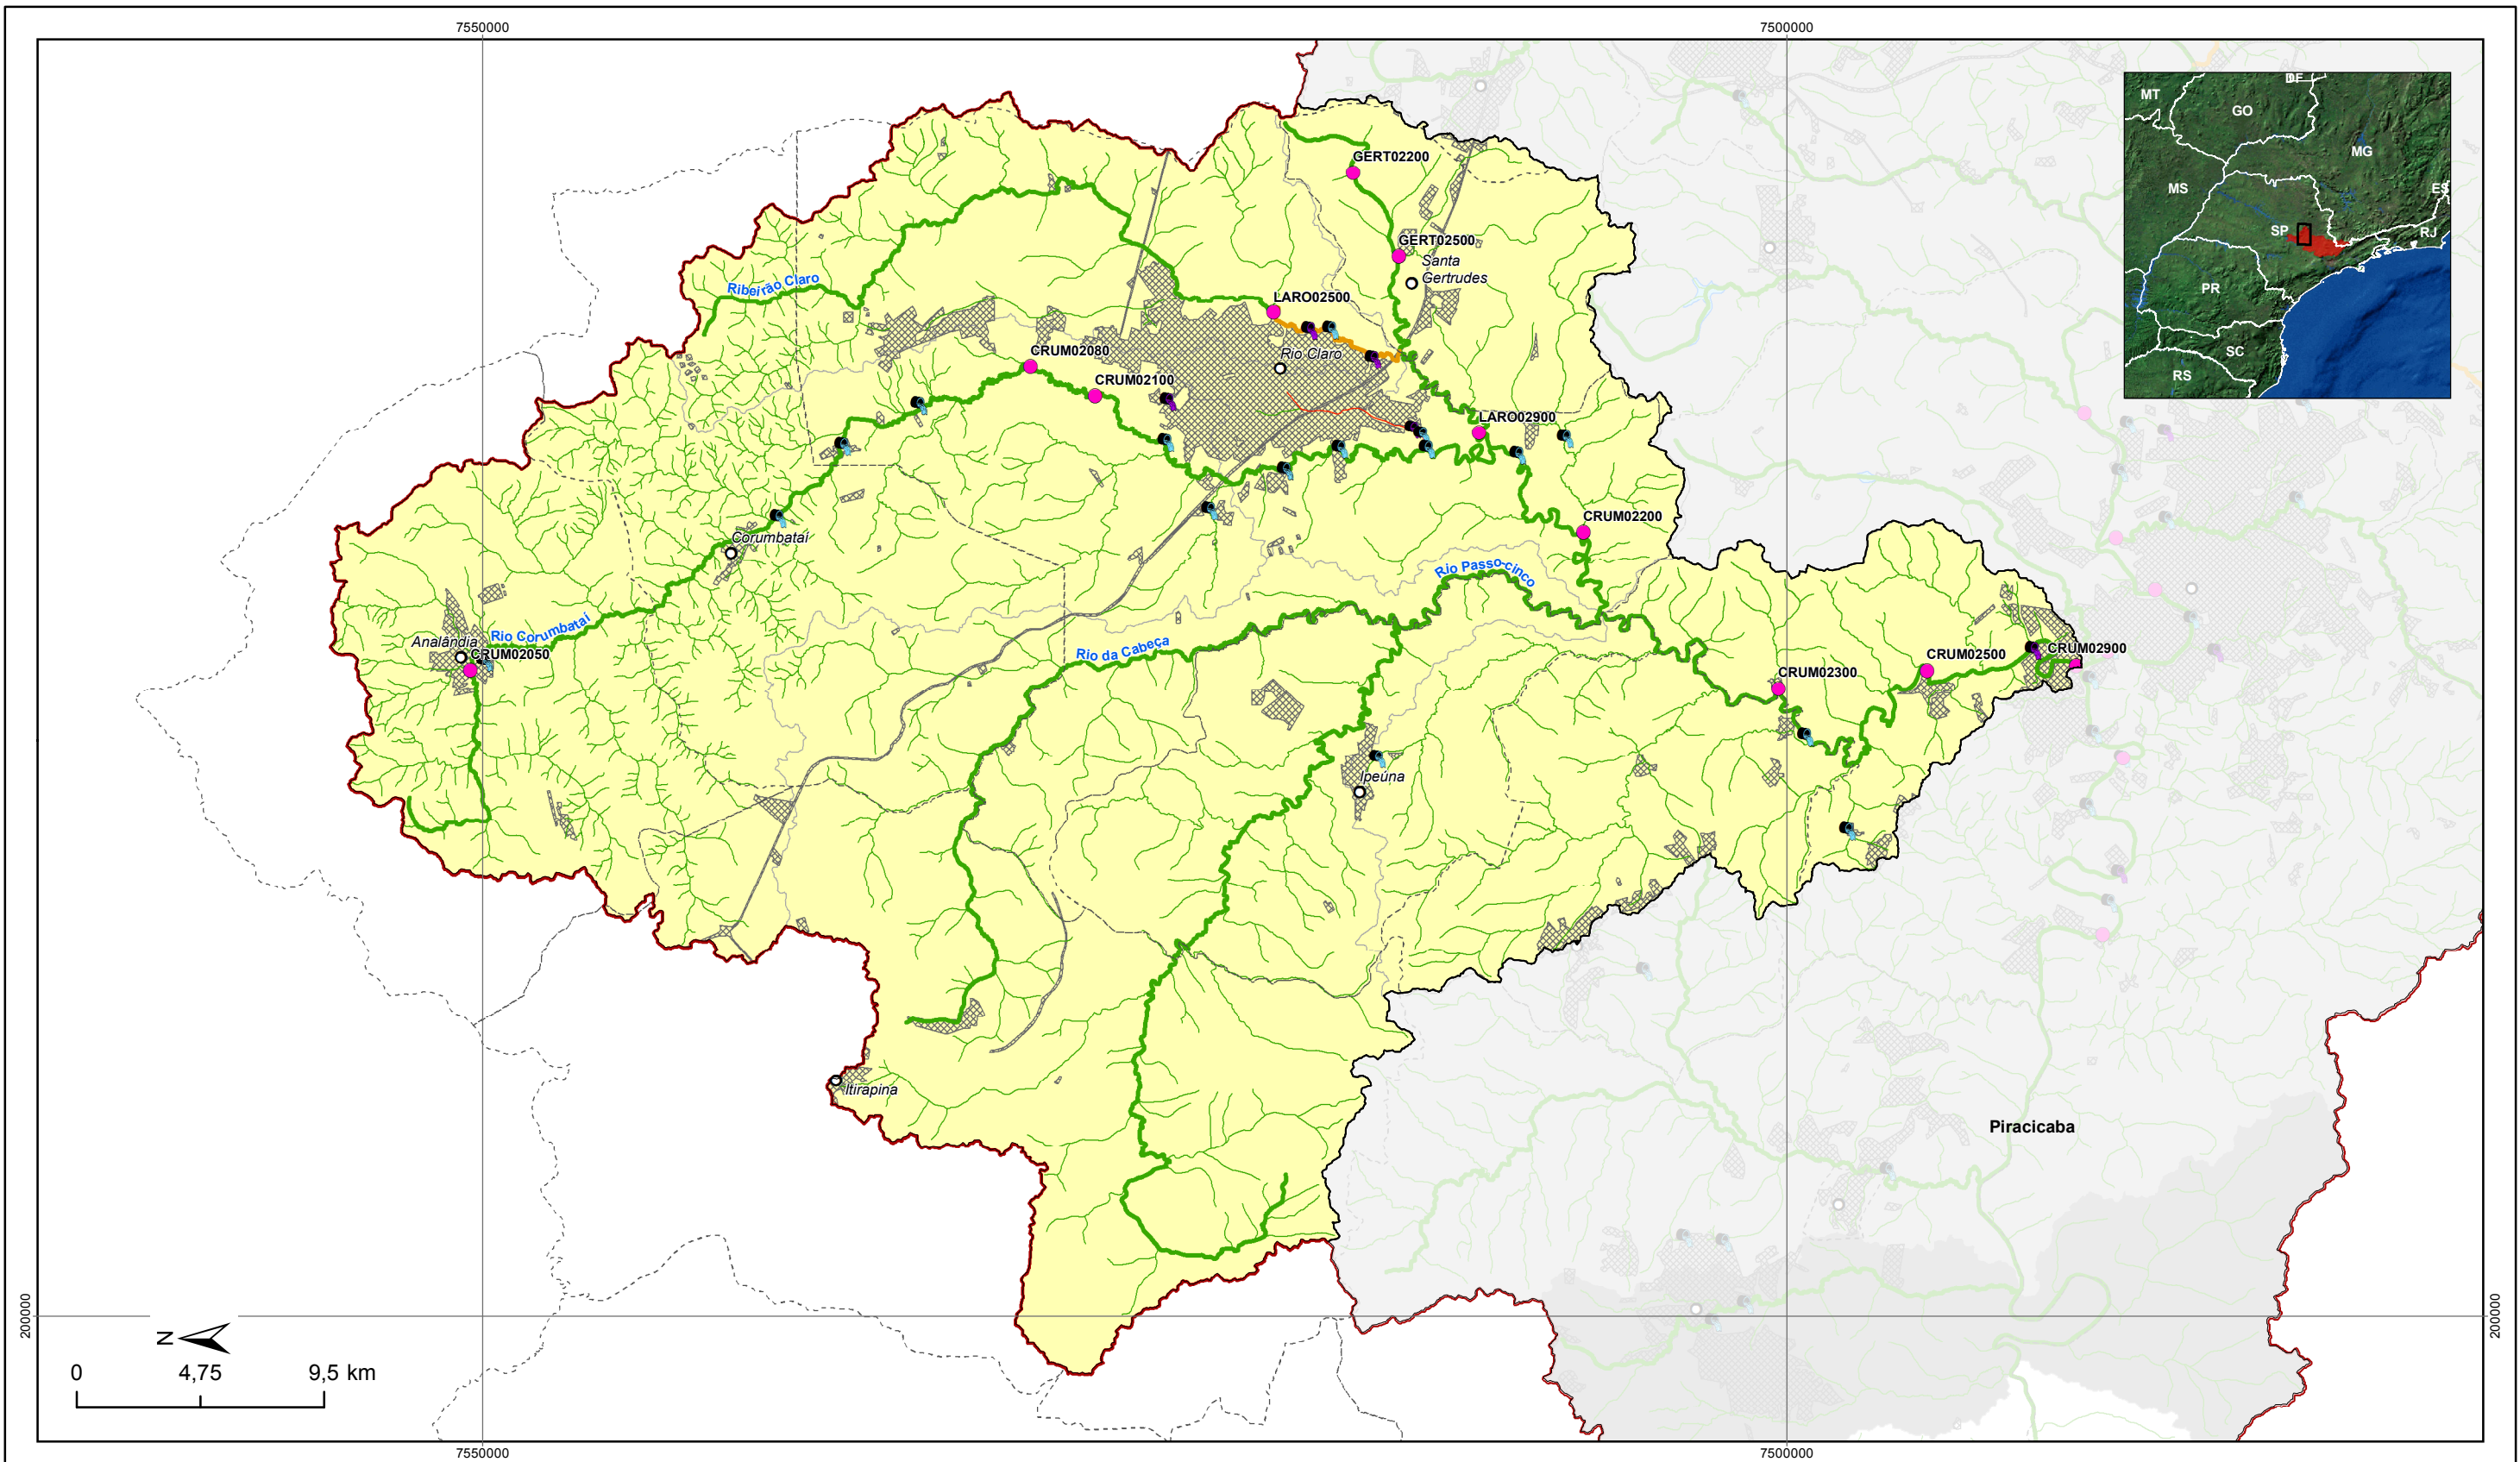 7550000
7500000
DF
MT
GO
MG
MS
ES
SP
RJ
PR
SC
RS
GERT02200
GERT02500
Santa
Gertrudes
Ribeirão Claro
LARO02500
CRUM02080
Rio Claro
CRUM02100
LARO02900
CRUM02200
Corumbataí
Rio Passo-cinco
Rio Corumbataí
Analândia
CRUM02050
Rio da Cabeça
CRUM02900
CRUM02500
CRUM02300
Ipeúna
Itirapina
Piracicaba
200000
200000
N
0
4,75
9,5 km
7550000
7500000